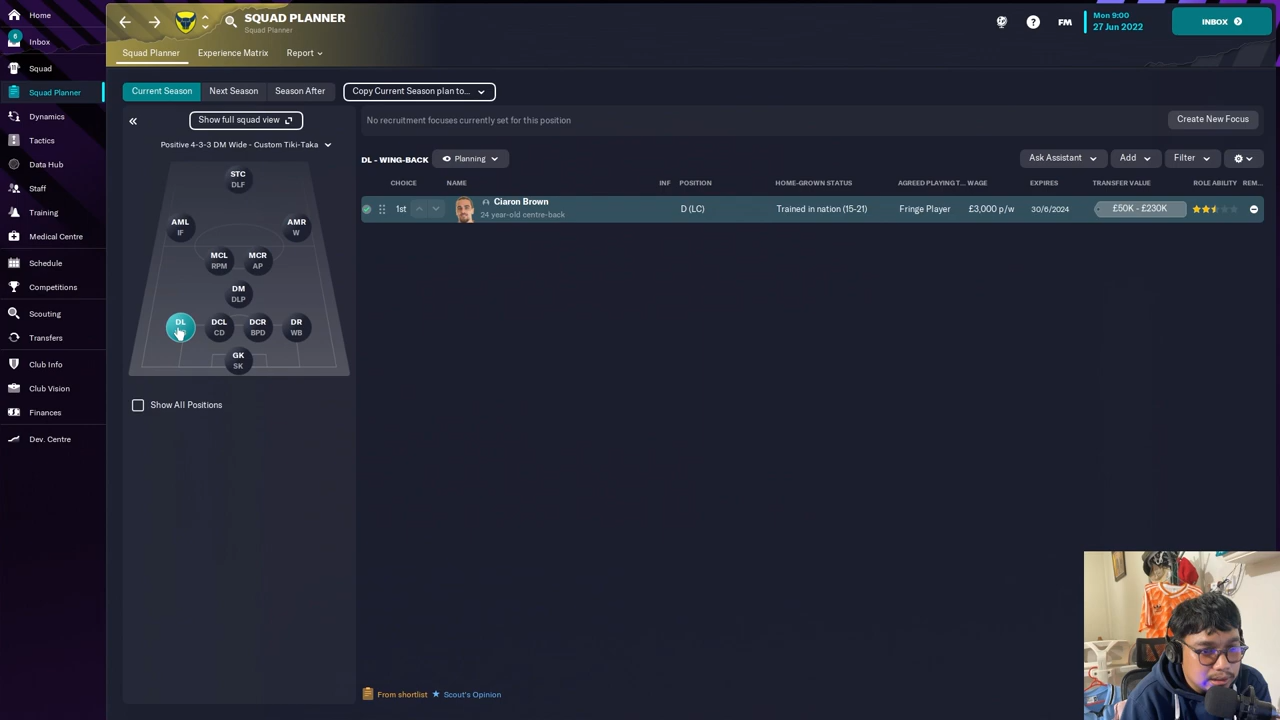 Home
SQUAD PLANNER
Squad Planner
FM
Mon 9:00
27 Jun 2022
INBOX
6
Inbox
Squad Planner
Experience Matrix
Report
Squad
Squad Planner
Current Season
Next Season
Season After
Copy Current Season plan to...
Dynamics
Show full squad view
No recruitment focuses currently set for this position
Create New Focus
Tactics
Positive 4-3-3 DM Wide - Custom Tiki-Taka
DL - WING-BACK
Planning
Ask Assistant
Add
Filter
Data Hub
STC
DLF
CHOICE
NAME
INF
POSITION
HOME-GROWN STATUS
AGREED PLAYING T...
WAGE
EXPIRES
TRANSFER VALUE
ROLE ABILITY
REM...
Staff
1st
Ciaron Brown
24 year-old centre-back
D (LC)
Trained in nation (15-21)
Fringe Player
£3,000 p/w
30/6/2024
£50K - £230K
Training
AML
IF
AMR
W
Medical Centre
MCL
RPM
MCR
AP
Schedule
Competitions
DM
DLP
Scouting
DL
DCL
CD
DCR
BPD
DR
WB
Transfers
GK
SK
Club Info
Club Vision
Show All Positions
Finances
Dev. Centre
From shortlist
Scout's Opinion